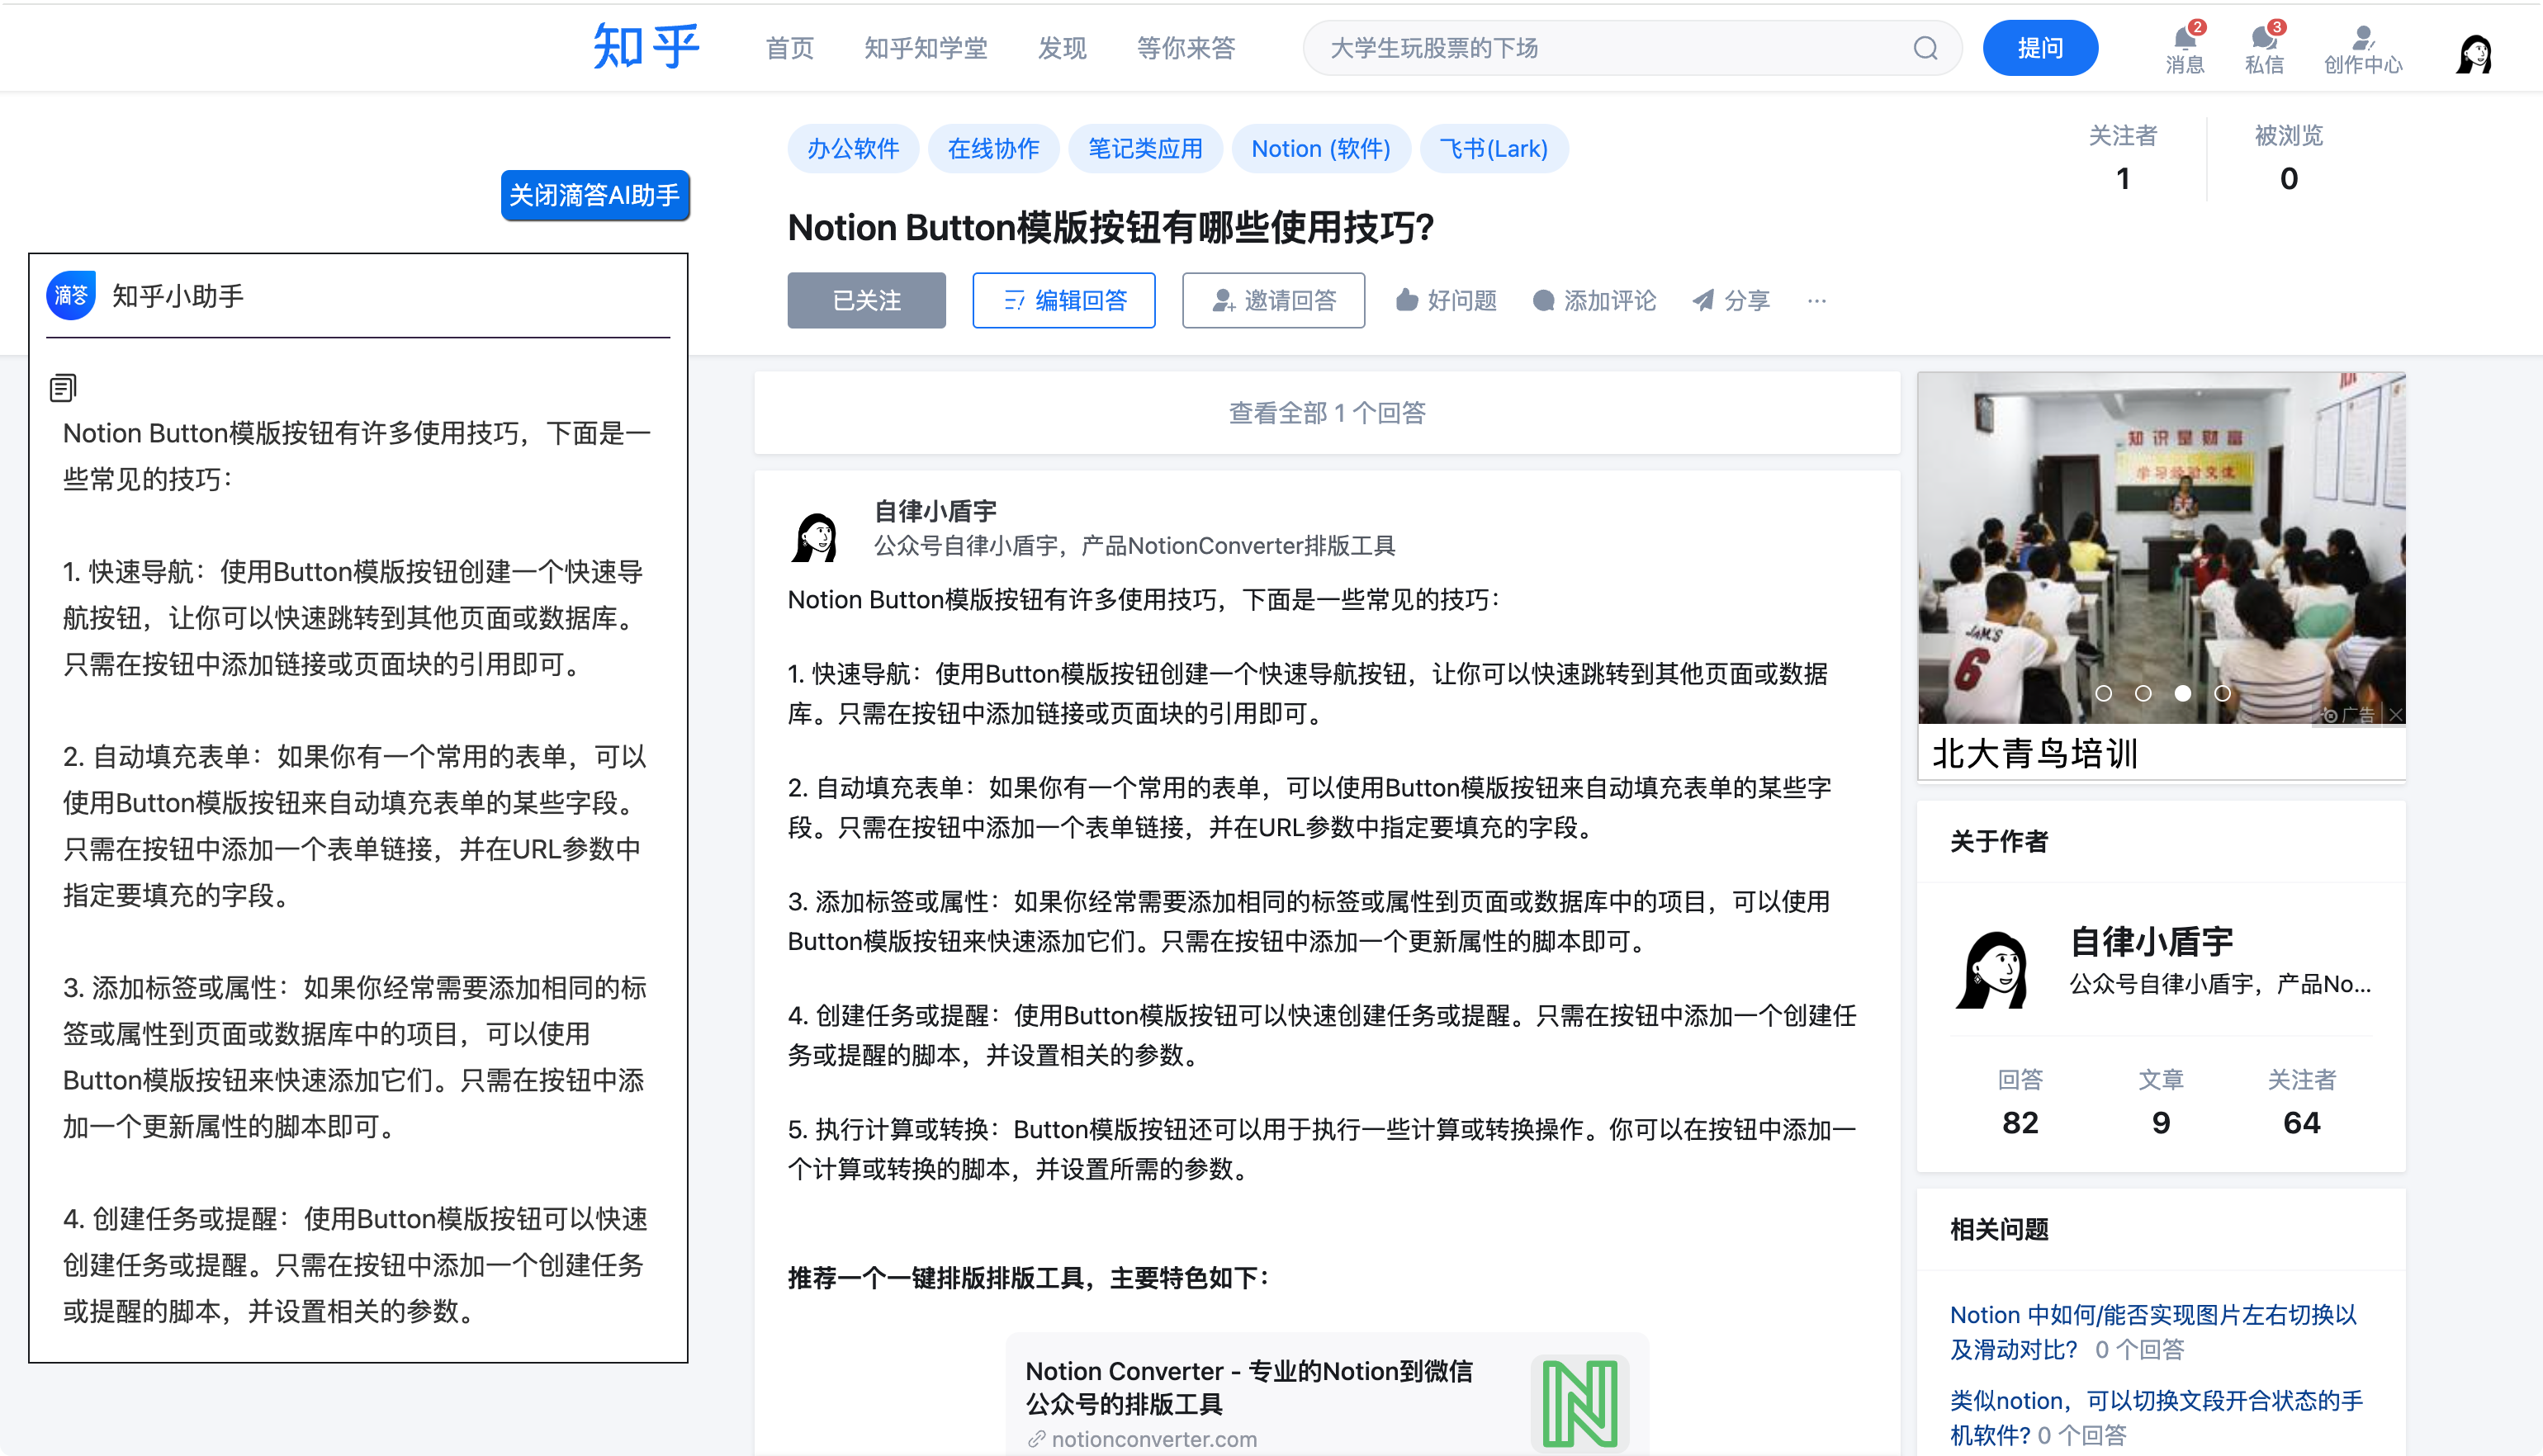 知乎
首页
知乎知学堂
发现
等你来答
大学生玩股票的下场
提问
2
消息
3
私信
创作中心
办公软件
在线协作
笔记类应用
Notion (软件)
飞书(Lark)
关注者
1
被浏览
0
Notion Button模版按钮有哪些使用技巧?
已关注
编辑回答
邀请回答
好问题
添加评论
分享
关闭滴答AI助手
滴答
知乎小助手
Notion Button模版按钮有许多使用技巧，下面是一
些常见的技巧：
1. 快速导航：使用Button模版按钮创建一个快速导
航按钮，让你可以快速跳转到其他页面或数据库。
只需在按钮中添加链接或页面块的引用即可。
2. 自动填充表单：如果你有一个常用的表单，可以
使用Button模版按钮来自动填充表单的某些字段。
只需在按钮中添加一个表单链接，并在URL参数中
指定要填充的字段。
3. 添加标签或属性：如果你经常需要添加相同的标
签或属性到页面或数据库中的项目，可以使用
Button模版按钮来快速添加它们。只需在按钮中添
加一个更新属性的脚本即可。
4. 创建任务或提醒：使用Button模版按钮可以快速
创建任务或提醒。只需在按钮中添加一个创建任务
或提醒的脚本，并设置相关的参数。
查看全部 1 个回答
自律小盾宇
公众号自律小盾宇，产品NotionConverter排版工具
Notion Button模版按钮有许多使用技巧，下面是一些常见的技巧：
1. 快速导航：使用Button模版按钮创建一个快速导航按钮，让你可以快速跳转到其他页面或数据
库。只需在按钮中添加链接或页面块的引用即可。
2. 自动填充表单：如果你有一个常用的表单，可以使用Button模版按钮来自动填充表单的某些字
段。只需在按钮中添加一个表单链接，并在URL参数中指定要填充的字段。
3. 添加标签或属性：如果你经常需要添加相同的标签或属性到页面或数据库中的项目，可以使用
Button模版按钮来快速添加它们。只需在按钮中添加一个更新属性的脚本即可。
4. 创建任务或提醒：使用Button模版按钮可以快速创建任务或提醒。只需在按钮中添加一个创建任
务或提醒的脚本，并设置相关的参数。
5. 执行计算或转换：Button模版按钮还可以用于执行一些计算或转换操作。你可以在按钮中添加一
个计算或转换的脚本，并设置所需的参数。
推荐一个一键排版排版工具，主要特色如下：
Notion Converter - 专业的Notion到微信
公众号的排版工具
notionconverter.com
知识是财富
学习经验交流
JAM'S
6
广告
北大青鸟培训
关于作者
自律小盾宇
公众号自律小盾宇，产品No...
回答
82
文章
9
关注者
64
相关问题
Notion 中如何/能否实现图片左右切换以
及滑动对比? 0 个回答
类似notion，可以切换文段开合状态的手
机软件? 0 个回答